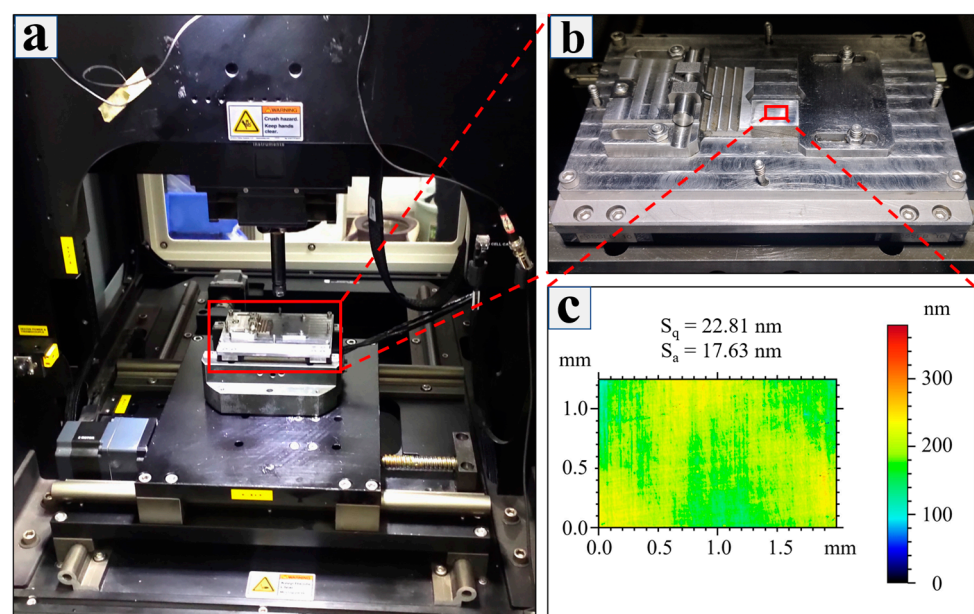 a
WARNING
Crush hazard.
Keep hands
clear.
instruments
b
c
S_q = 22.81 nm
S_a = 17.63 nm
nm
mm
300
200
100
0
1.0
0.5
0.0
0.0 0.5 1.0 1.5 mm